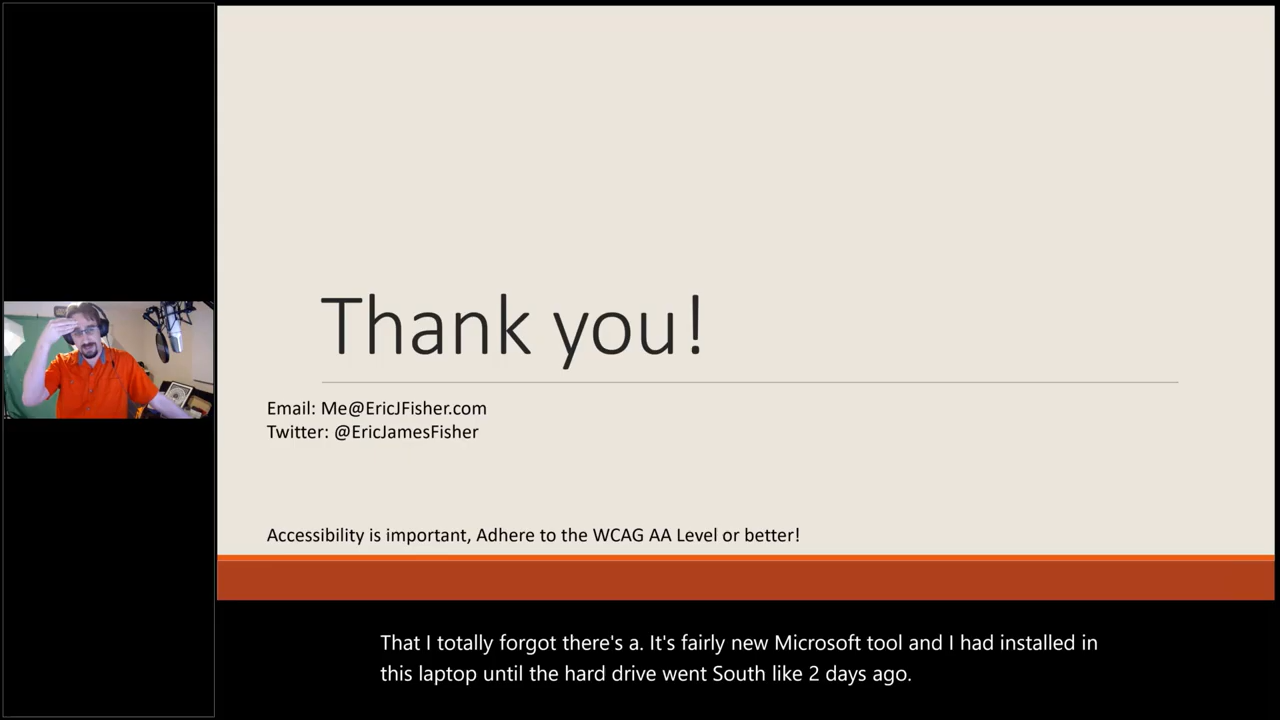 Thank you!
Email: Me@EricJFisher.com
Twitter: @EricJamesFisher
Accessibility is important, Adhere to the WCAG AA Level or better!
That I totally forgot there's a. It's fairly new Microsoft tool and I had installed in
this laptop until the hard drive went South like 2 days ago.